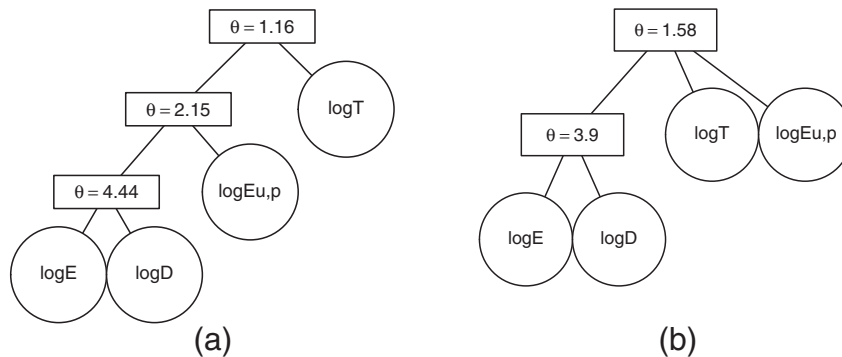 θ = 1.16
logT
θ = 2.15
logEu,p
θ = 4.44
logE
logD
(a)
θ = 1.58
logT
logEu,p
θ = 3.9
logE
logD
(b)